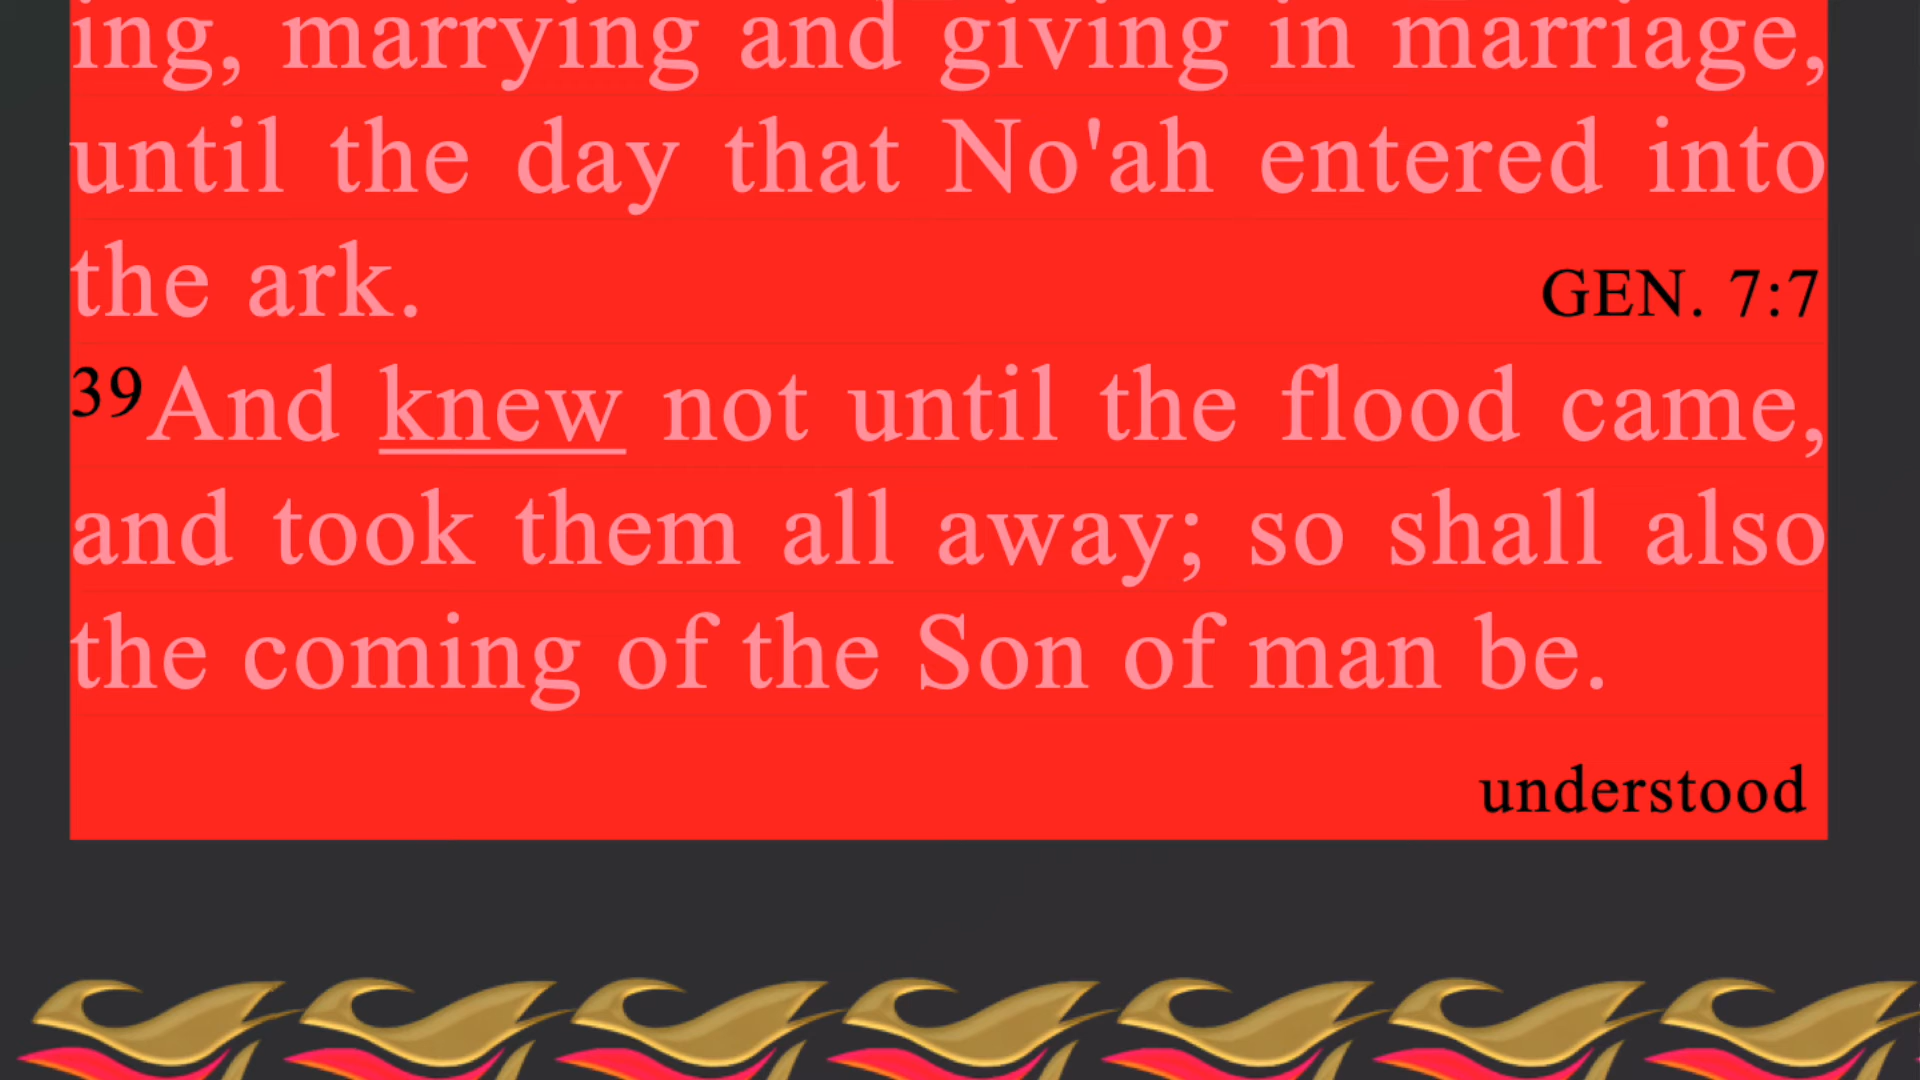 ing, marrying and giving in marriage,
until the day that No'ah entered into
the ark. GEN. 7:7
39And knew not until the flood came,
and took them all away; so shall also
the coming of the Son of man be.
understood